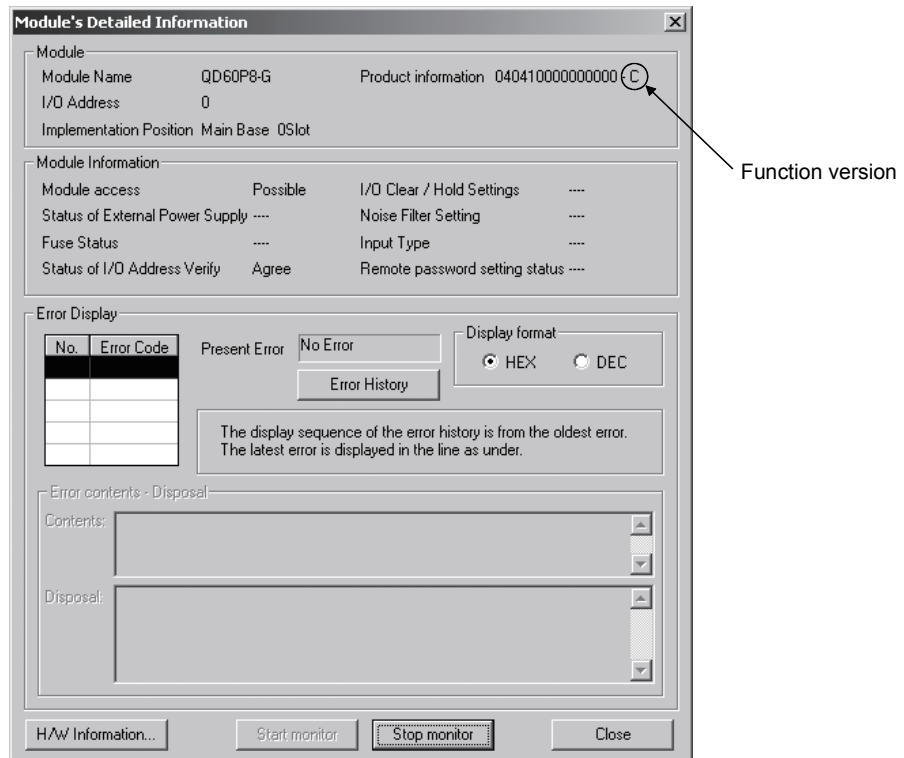 Module's Detailed Information
Module
Module Name QD60P8-G Product information 040410000000000 - C
I/O Address 0
Implementation Position Main Base 0Slot
Function version
Module Information
Module access Possible I/O Clear / Hold Settings ----
Status of External Power Supply ---- Noise Filter Setting ----
Fuse Status ---- Input Type ----
Status of I/O Address Verify Agree Remote password setting status ----
Error Display
No. Error Code Present Error No Error Display format
HEX DEC
Error History
The display sequence of the error history is from the oldest error.
The latest error is displayed in the line as under.
Error contents - Disposal
Contents:
Disposal:
H/W Information... Start monitor Stop monitor Close